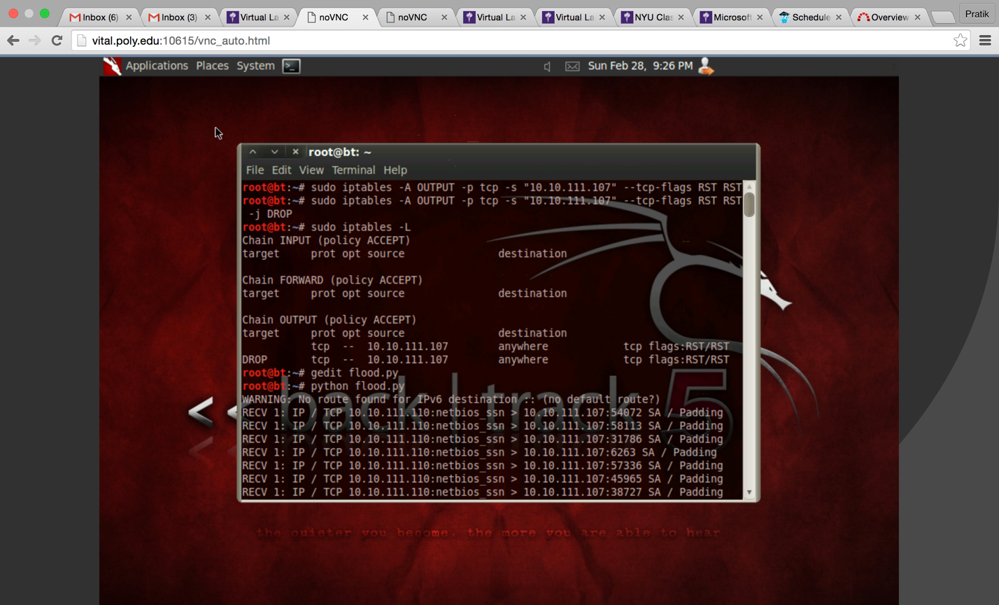 Inbox (6) Inbox (3) Virtual La noVNC noVNC Virtual La Virtual La NYU Clas Microsoft Schedule Overview Pratik
vital.poly.edu:10615/vnc_auto.html
Applications Places System >_ Sun Feb 28, 9:26 PM
root@bt: ~
File Edit View Terminal Help
root@bt:~# sudo iptables -A OUTPUT -p tcp -s "10.10.111.107" --tcp-flags RST RST
root@bt:~# sudo iptables -A OUTPUT -p tcp -s "10.10.111.107" --tcp-flags RST RST
-j DROP
root@bt:~# sudo iptables -L
Chain INPUT (policy ACCEPT)
target prot opt source destination
Chain FORWARD (policy ACCEPT)
target prot opt source destination
Chain OUTPUT (policy ACCEPT)
target prot opt source destination
tcp -- 10.10.111.107 anywhere tcp flags:RST/RST
DROP tcp -- 10.10.111.107 anywhere tcp flags:RST/RST
root@bt:~# gedit flood.py
root@bt:~# python flood.py
WARNING: No route found for IPv6 destination :: (no default route?)
RECV 1: IP / TCP 10.10.111.110:netbios_ssn > 10.10.111.107:54072 SA / Padding
RECV 1: IP / TCP 10.10.111.110:netbios_ssn > 10.10.111.107:58113 SA / Padding
RECV 1: IP / TCP 10.10.111.110:netbios_ssn > 10.10.111.107:31786 SA / Padding
RECV 1: IP / TCP 10.10.111.110:netbios_ssn > 10.10.111.107:6263 SA / Padding
RECV 1: IP / TCP 10.10.111.110:netbios_ssn > 10.10.111.107:57336 SA / Padding
RECV 1: IP / TCP 10.10.111.110:netbios_ssn > 10.10.111.107:45965 SA / Padding
RECV 1: IP / TCP 10.10.111.110:netbios_ssn > 10.10.111.107:38727 SA / Padding
<< back | track 5
the quieter you become, the more you are able to hear